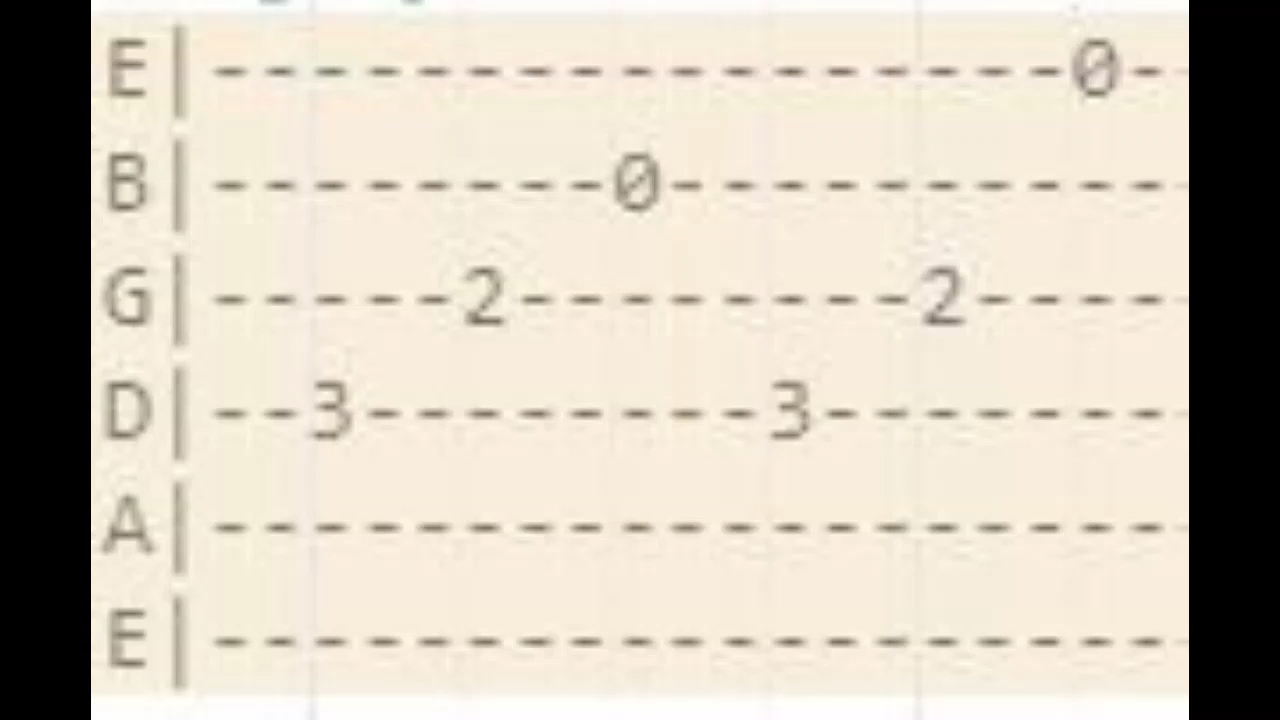 E|-----------------0--
B|--------0-----------
G|-----2--------2-----
D|--3--------3--------
A|--------------------
E|--------------------